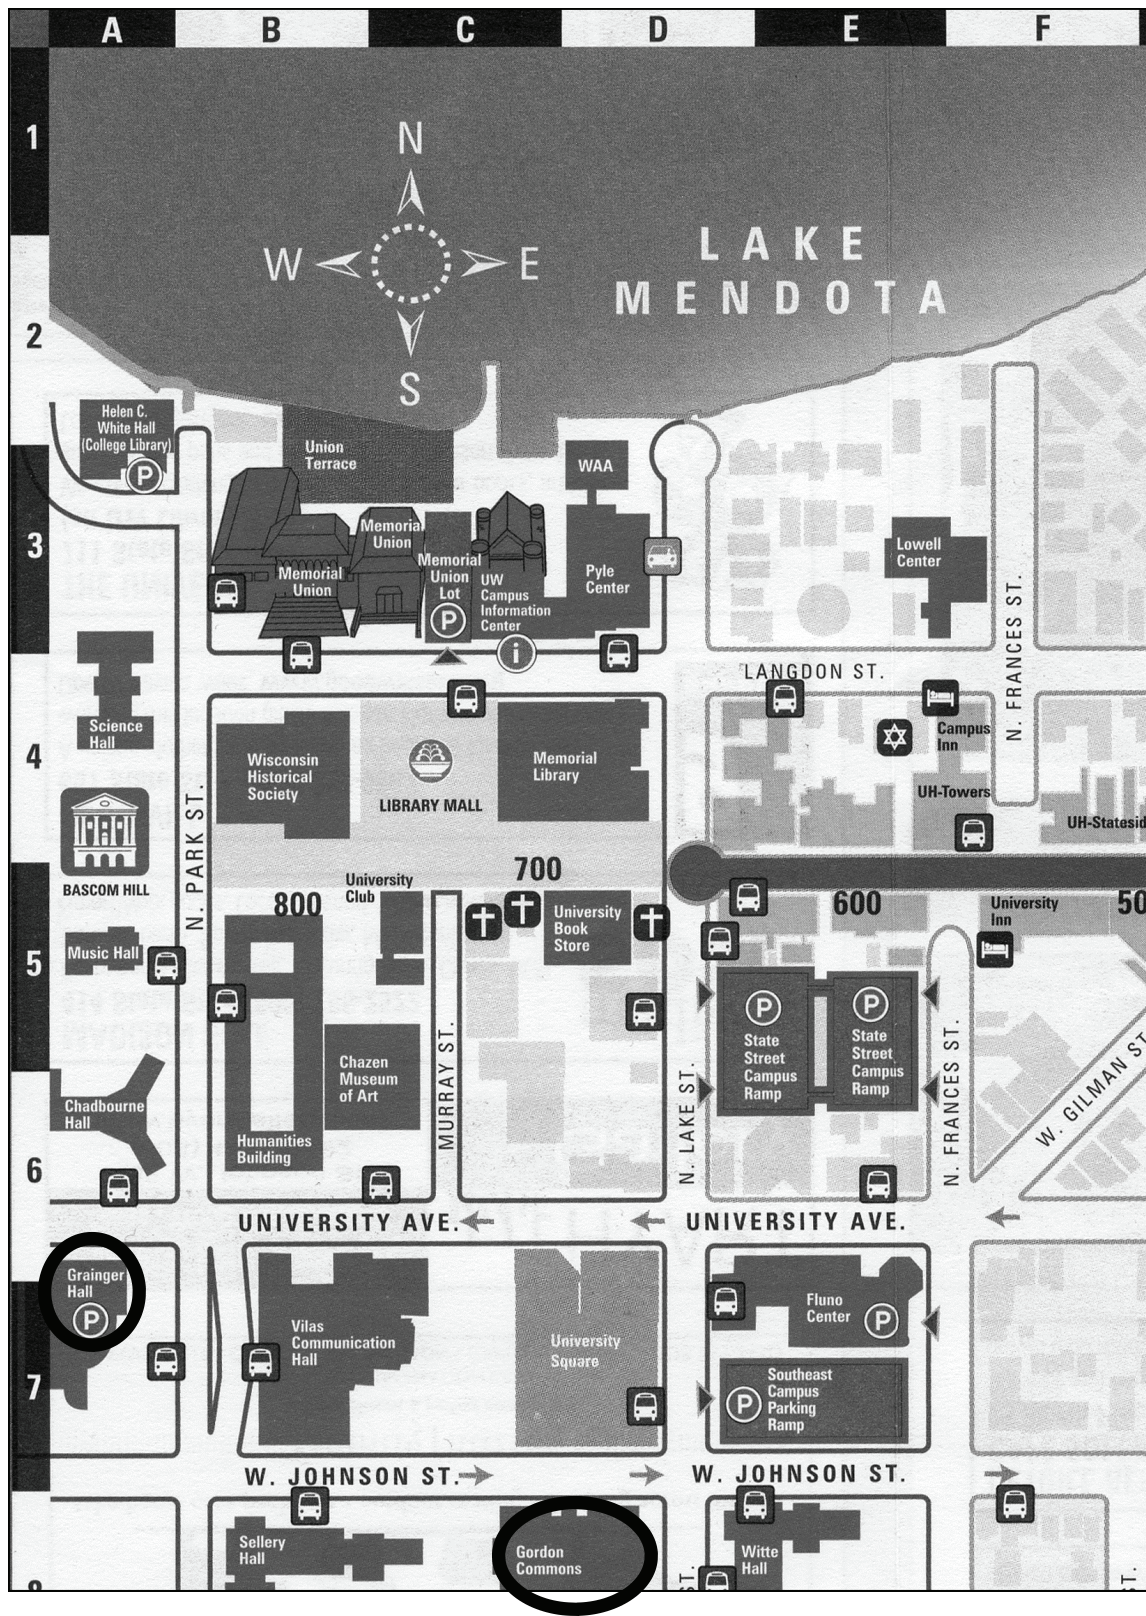 A B C D E F
1
N
W E
S
LAKE
MENDOTA
2
Helen C.
White Hall
(College Library)
P
Union
Terrace
WAA
3
Memorial
Union
Memorial
Union
Memorial
Union
Lot
P
UW
Campus
Information
Center
i
Pyle
Center
Lowell
Center
N. FRANCES ST.
LANGDON ST.
4
Science
Hall
Wisconsin
Historical
Society
LIBRARY MALL
Memorial
Library
Campus
Inn
UH-Towers
UH-Statesid
BASCOM HILL
N. PARK ST.
700
University
Club
800
600
University
Inn
50
5
Music Hall
University
Book
Store
P
State
Street
Campus
Ramp
P
State
Street
Campus
Ramp
Chazen
Museum
of Art
MURRAY ST.
N. LAKE ST.
N. FRANCES ST.
W. GILMAN ST
6
Chadbourne
Hall
Humanities
Building
UNIVERSITY AVE.
UNIVERSITY AVE.
Grainger
Hall
P
7
Vilas
Communication
Hall
University
Square
Fluno
Center
P
P
Southeast
Campus
Parking
Ramp
W. JOHNSON ST.
W. JOHNSON ST.
8
Sellery
Hall
Gordon
Commons
Witte
Hall
ST.
ST.